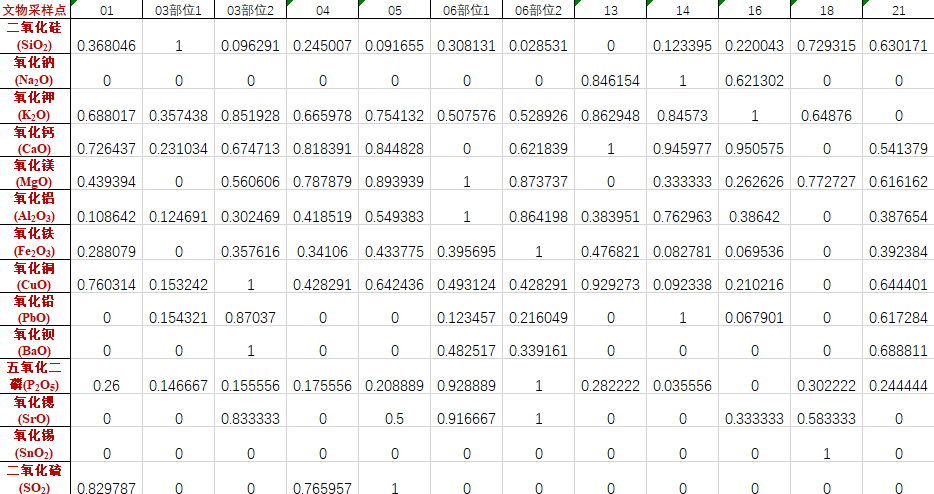 文物采样点 01 03部位1 03部位2 04 05 06部位1 06部位2 13 14 16 18 21
二氧化硅
(SiO₂) 0.368046 1 0.096291 0.245007 0.091655 0.308131 0.028531 0 0.123395 0.220043 0.729315 0.630171
氧化钠
(Na₂O) 0 0 0 0 0 0 0 0.846154 1 0.621302 0 0
氧化钾
(K₂O) 0.688017 0.357438 0.851928 0.665978 0.754132 0.507576 0.528926 0.862948 0.84573 1 0.64876 0
氧化钙
(CaO) 0.726437 0.231034 0.674713 0.818391 0.844828 0 0.621839 1 0.945977 0.950575 0 0.541379
氧化镁
(MgO) 0.439394 0 0.560606 0.787879 0.893939 1 0.873737 0 0.333333 0.262626 0.772727 0.616162
氧化铝
(Al₂O₃) 0.108642 0.124691 0.302469 0.418519 0.549383 1 0.864198 0.383951 0.762963 0.38642 0 0.387654
氧化铁
(Fe₂O₃) 0.288079 0 0.357616 0.34106 0.433775 0.395695 1 0.476821 0.082781 0.069536 0 0.392384
氧化铜
(CuO) 0.760314 0.153242 1 0.428291 0.642436 0.493124 0.428291 0.929273 0.092338 0.210216 0 0.644401
氧化铅
(PbO) 0 0.154321 0.87037 0 0 0.123457 0.216049 0 1 0.067901 0 0.617284
氧化钡
(BaO) 0 0 1 0 0 0.482517 0.339161 0 0 0 0 0.688811
五氧化二
磷(P₂O₅) 0.26 0.146667 0.155556 0.175556 0.208889 0.928889 1 0.282222 0.035556 0 0.302222 0.244444
氧化锶
(SrO) 0 0 0.833333 0 0.5 0.916667 1 0 0 0.333333 0.583333 0
氧化锡
(SnO₂) 0 0 0 0 0 0 0 0 0 0 1 0
二氧化硫
(SO₂) 0.829787 0 0 0.765957 1 0 0 0 0 0 0 0